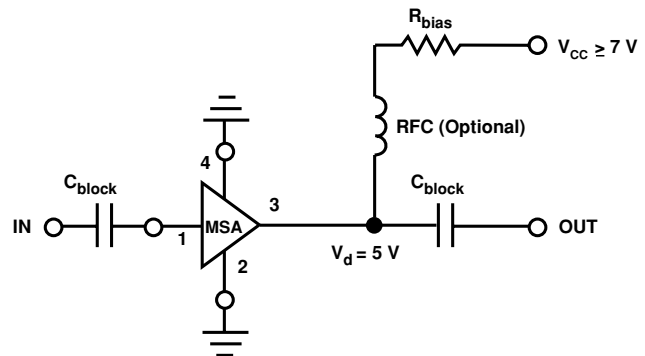 R_bias
V_CC ≥ 7 V
RFC (Optional)
4
C_block
3
C_block
IN
MSA
OUT
1
2
V_d = 5 V